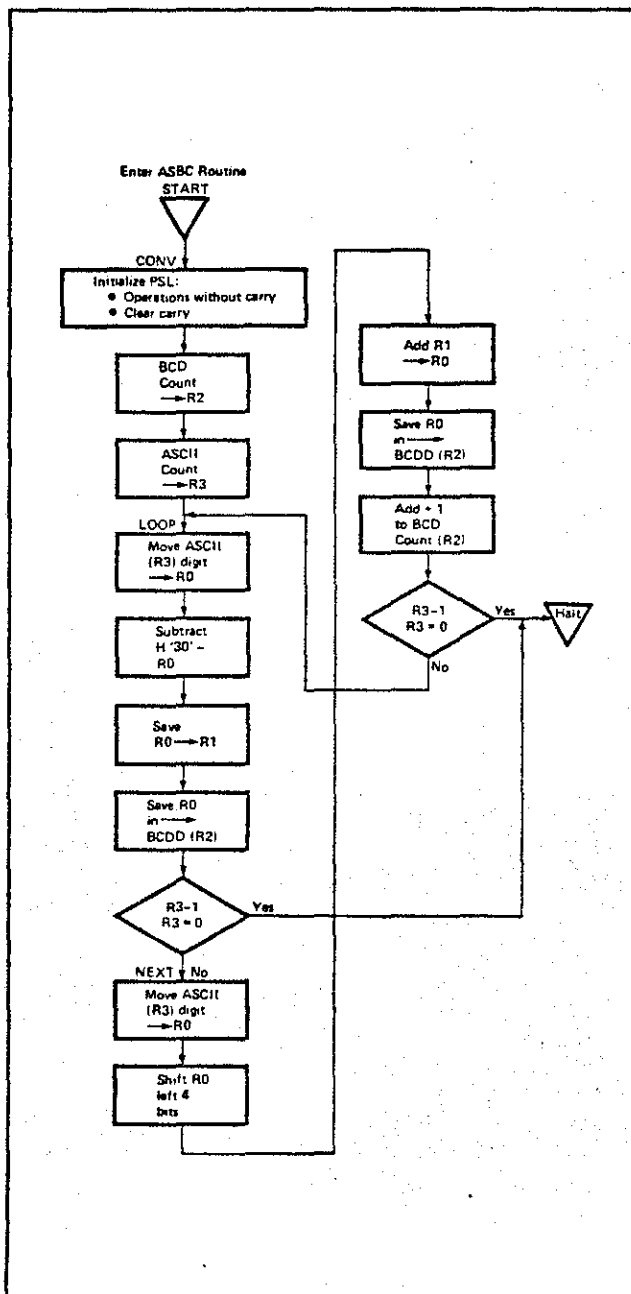 Enter ASBC Routine
START
CONV
Initialize PSL:
• Operations without carry
• Clear carry
BCD
Count
→R2
ASCII
Count
→R3
LOOP
Move ASCII
(R3) digit
→R0
Subtract
H '30' –
R0
Save
R0→R1
Save R0
in →
BCDD (R2)
R3–1
R3 = 0
Yes
NEXT No
Move ASCII
(R3) digit
→R0
Shift R0
left 4
bits
Add R1
→R0
Save R0
in →
BCDD (R2)
Add + 1
to BCD
Count (R2)
R3–1
R3 = 0
Yes
No
Halt